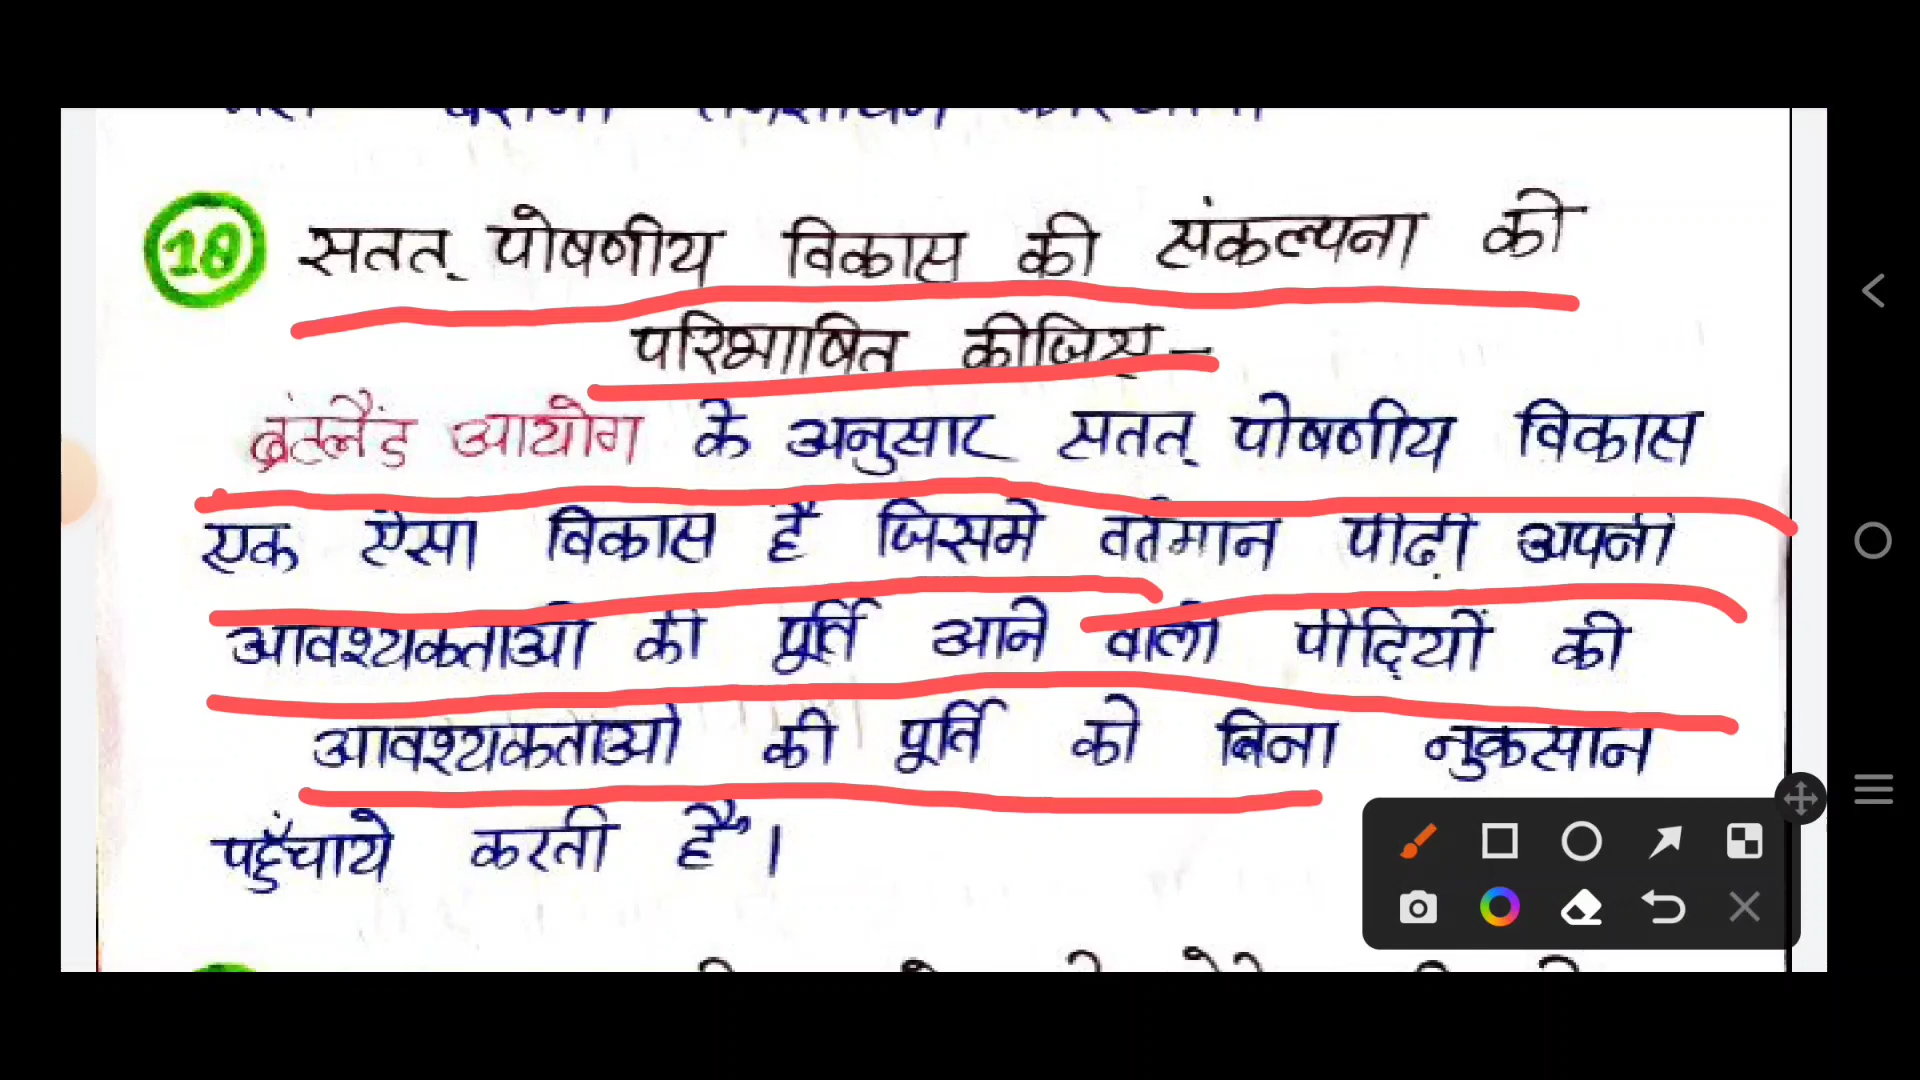 18 सतत् पोषणीय विकास की संकल्पना को
परिभाषित कीजिए -
ब्रंटलैंड आयोग के अनुसार सतत् पोषणीय विकास
एक ऐसा विकास है जिसमे वर्तमान पीढ़ी अपनी
आवश्यकताओ की पूर्ति आने वाली पीढ़ियों की
आवश्यकताओ की पूर्ति को बिना नुकसान
पहुँचाये करती है" ।